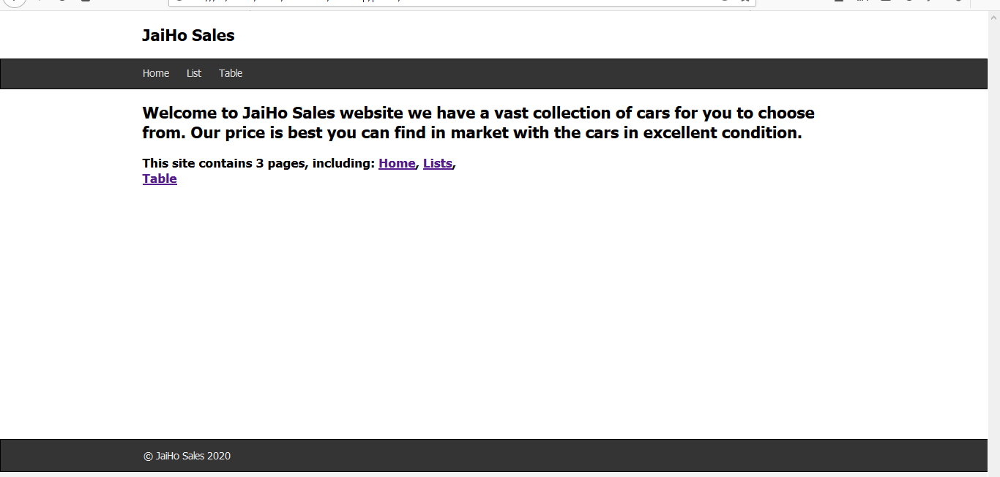 JaiHo Sales
Home List Table
Welcome to JaiHo Sales website we have a vast collection of cars for you to choose
from. Our price is best you can find in market with the cars in excellent condition.
This site contains 3 pages, including: Home, Lists,
Table
© JaiHo Sales 2020